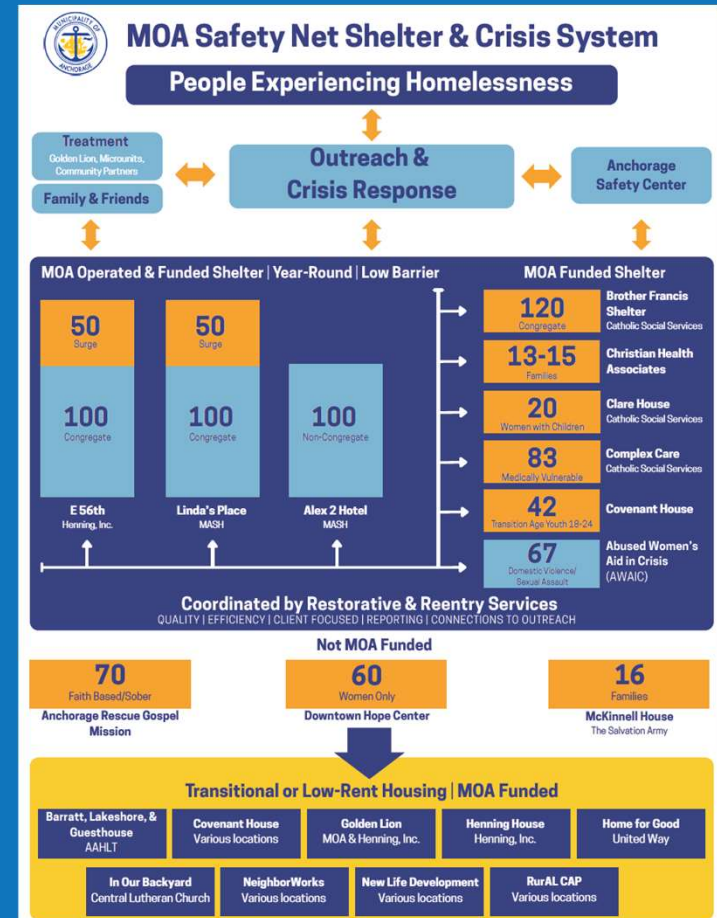 MUNICIPALITY OF
ANCHORAGE
MOA Safety Net Shelter & Crisis System
People Experiencing Homelessness
Treatment
Golden Lion, Microunits,
Community Partners
Family & Friends
Outreach &
Crisis Response
Anchorage
Safety Center
MOA Operated & Funded Shelter | Year-Round | Low Barrier
50
Surge
100
Congregate
E 56th
Henning, Inc.
50
Surge
100
Congregate
Linda's Place
MASH
100
Non-Congregate
Alex 2 Hotel
MASH
MOA Funded Shelter
120
Congregate
Brother Francis
Shelter
Catholic Social Services
13-15
Families
Christian Health
Associates
20
Women with Children
Clare House
Catholic Social Services
83
Medically Vulnerable
Complex Care
Catholic Social Services
42
Transition Age Youth 18-24
Covenant House
67
Domestic Violence/
Sexual Assault
Abused Women's
Aid in Crisis
(AWAIC)
Coordinated by Restorative & Reentry Services
QUALITY | EFFICIENCY | CLIENT FOCUSED | REPORTING | CONNECTIONS TO OUTREACH
Not MOA Funded
70
Faith Based/Sober
Anchorage Rescue Gospel
Mission
60
Women Only
Downtown Hope Center
16
Families
McKinnell House
The Salvation Army
Transitional or Low-Rent Housing | MOA Funded
Barratt, Lakeshore, &
Guesthouse
AAHLT
Covenant House
Various locations
Golden Lion
MOA & Henning, Inc.
Henning House
Henning, Inc.
Home for Good
United Way
In Our Backyard
Central Lutheran Church
NeighborWorks
Various locations
New Life Development
Various locations
RurAL CAP
Various locations